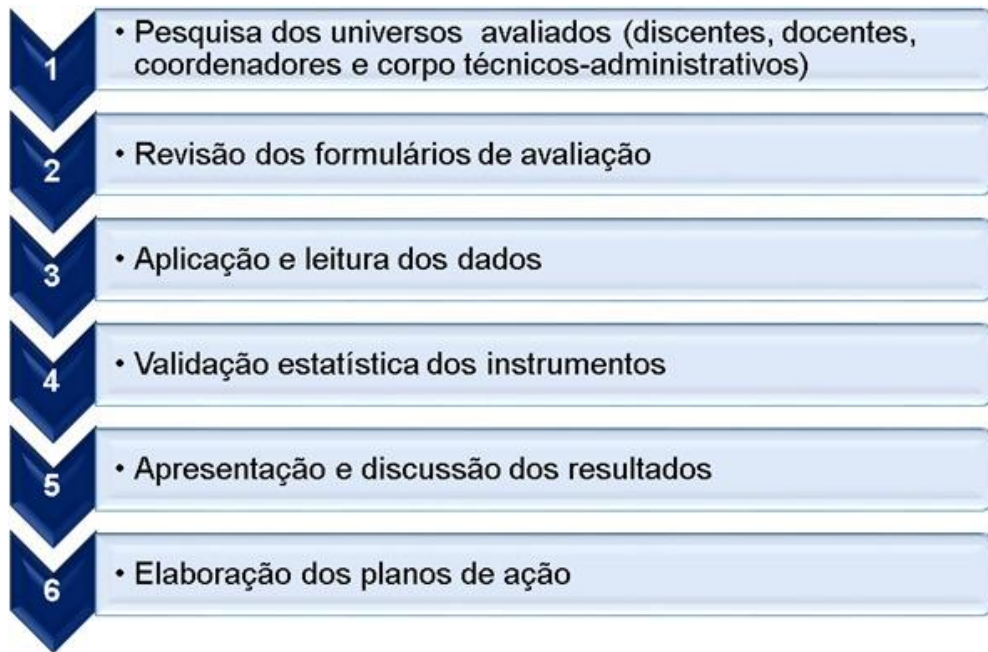 1
• Pesquisa dos universos avaliados (discentes, docentes,
coordenadores e corpo técnicos-administrativos)
2
• Revisão dos formulários de avaliação
3
• Aplicação e leitura dos dados
4
• Validação estatística dos instrumentos
5
• Apresentação e discussão dos resultados
6
• Elaboração dos planos de ação